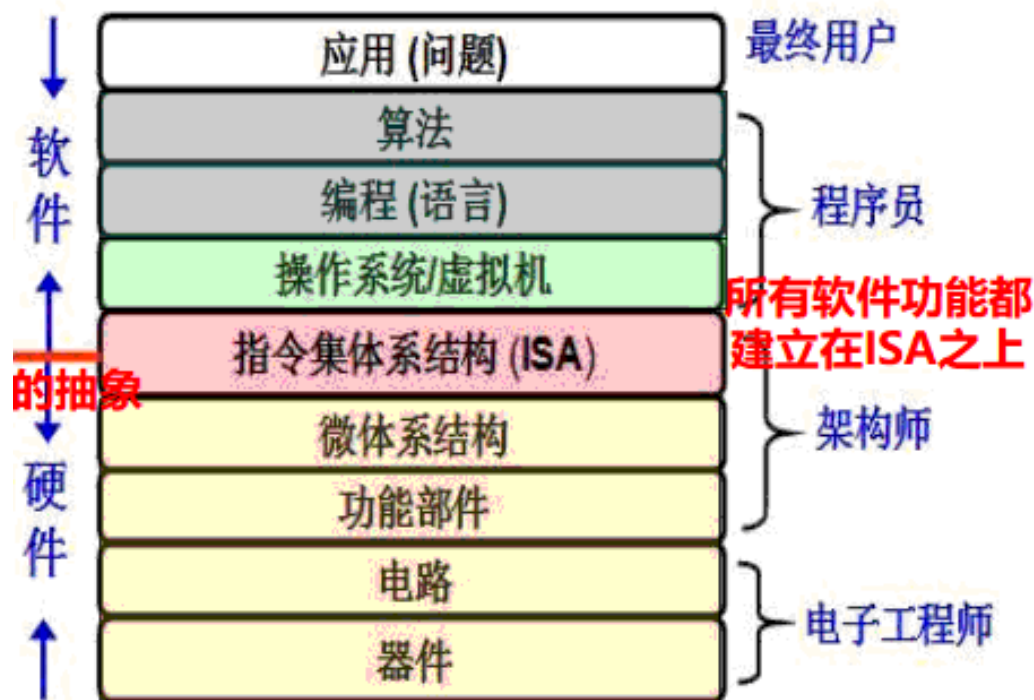 应用 (问题)
最终用户
算法
软件
编程 (语言)
程序员
操作系统/虚拟机
所有软件功能都
建立在ISA之上
指令集体系结构 (ISA)
的抽象
微体系结构
架构师
硬件
功能部件
电路
电子工程师
器件